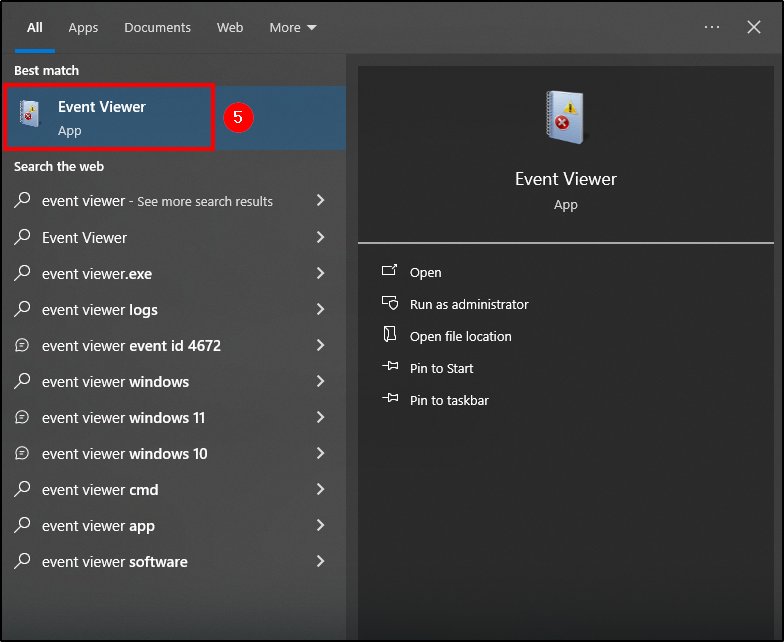 All Apps Documents Web More
Best match
Event Viewer
App
5
Search the web
event viewer - See more search results
Event Viewer
event viewer.exe
event viewer logs
event viewer event id 4672
event viewer windows
event viewer windows 11
event viewer windows 10
event viewer cmd
event viewer app
event viewer software
Event Viewer
App
Open
Run as administrator
Open file location
Pin to Start
Pin to taskbar